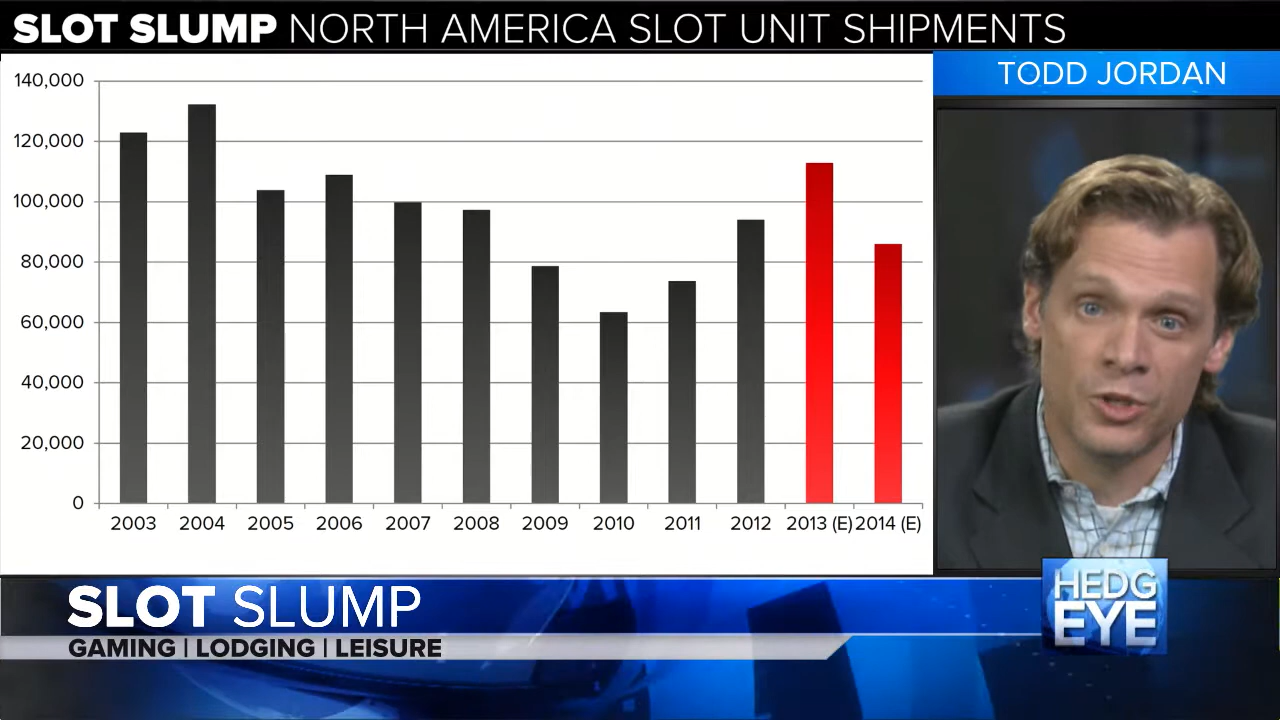 SLOT SLUMP NORTH AMERICA SLOT UNIT SHIPMENTS
TODD JORDAN
140,000
120,000
100,000
80,000
60,000
40,000
20,000
0
2003 2004 2005 2006 2007 2008 2009 2010 2011 2012 2013 (E) 2014 (E)
SLOT SLUMP
GAMING | LODGING | LEISURE
HEDG
EYE